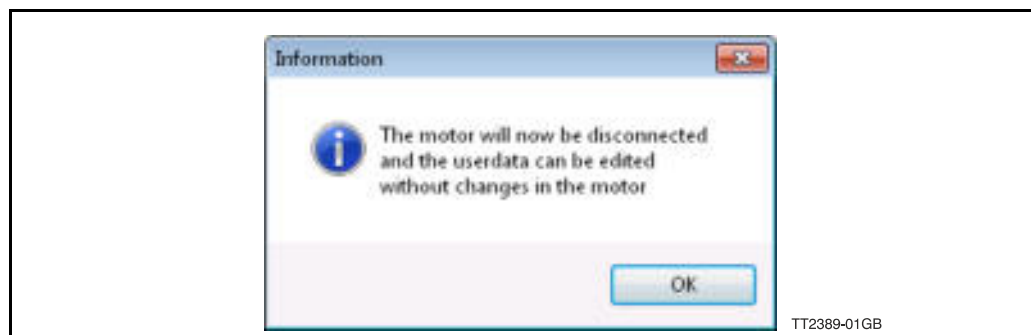 Information
The motor will now be disconnected
and the userdata can be edited
without changes in the motor
OK
TT2389-01GB